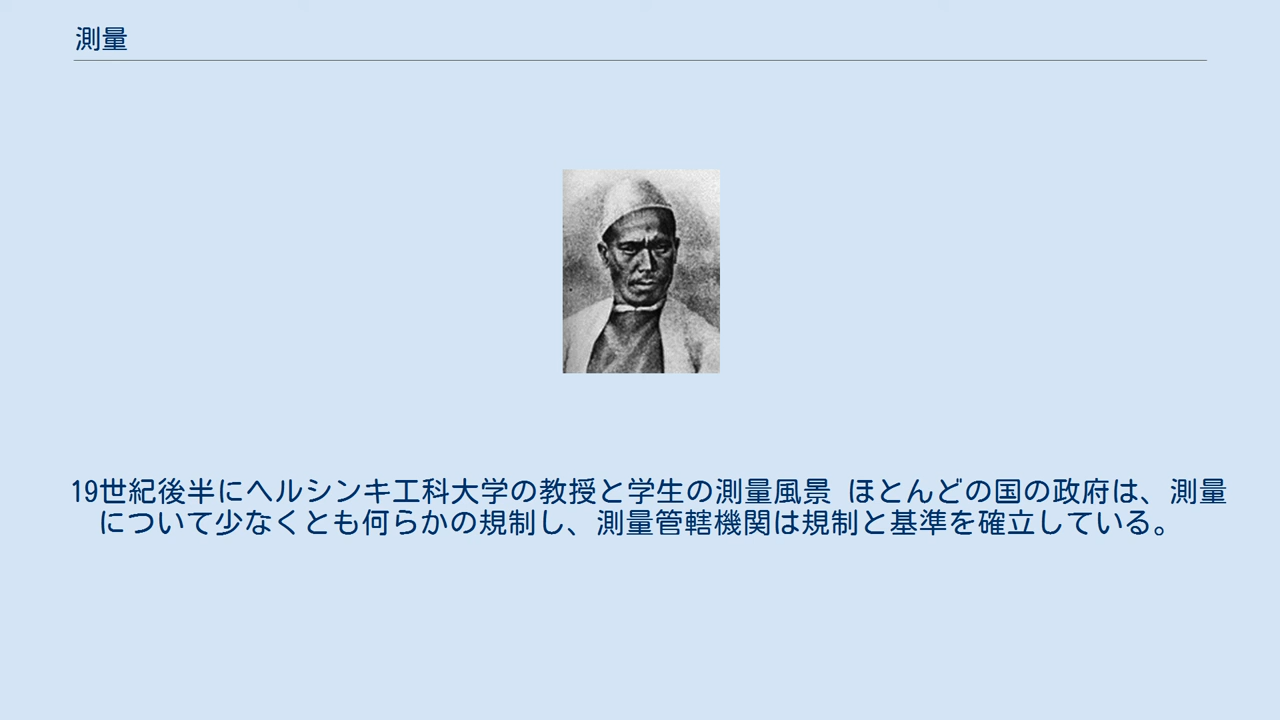 測量
19世紀後半にヘルシンキ工科大学の教授と学生の測量風景 ほとんどの国の政府は、測量
について少なくとも何らかの規制し、測量管轄機関は規制と基準を確立している。